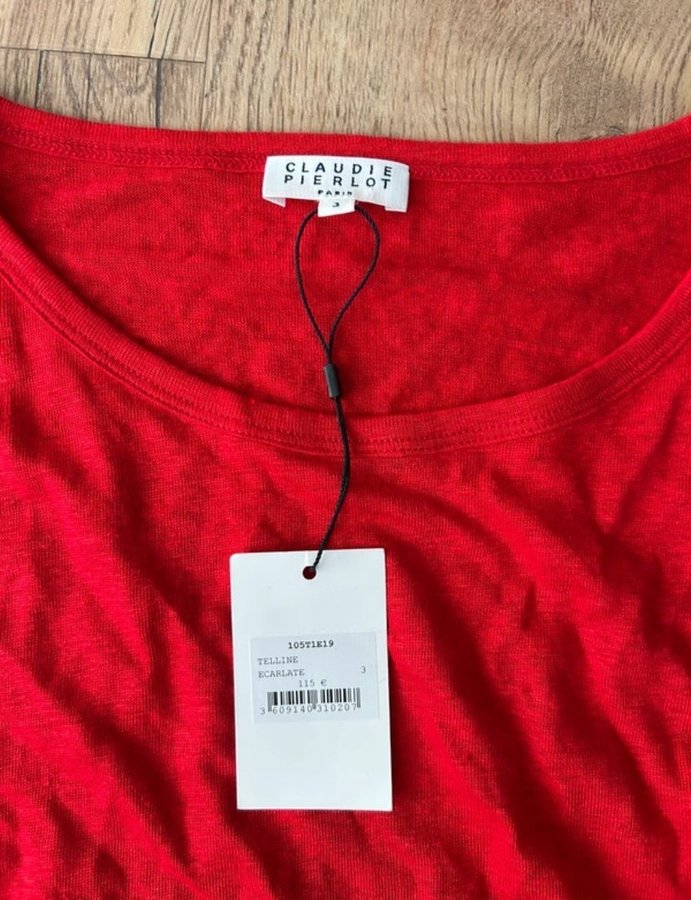 CLAUDIE
PIERLOT
PARIS
3
105T1E19
TELLINE
ECARLATE 3
115 €
3 609140 310207